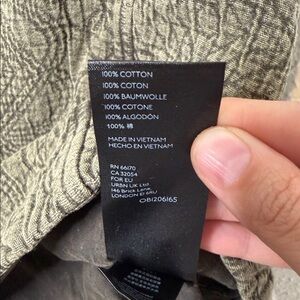 100% COTTON
100% COTON
100% BAUMWOLLE
100% COTONE
100% ALGODÓN
100% 棉
MADE IN VIETNAM
HECHO EN VIETNAM
RN 66170
CA 32054
FOR EU
URBN UK Ltd
146 Brick Lane,
LONDON E1 6RU
OB1206165